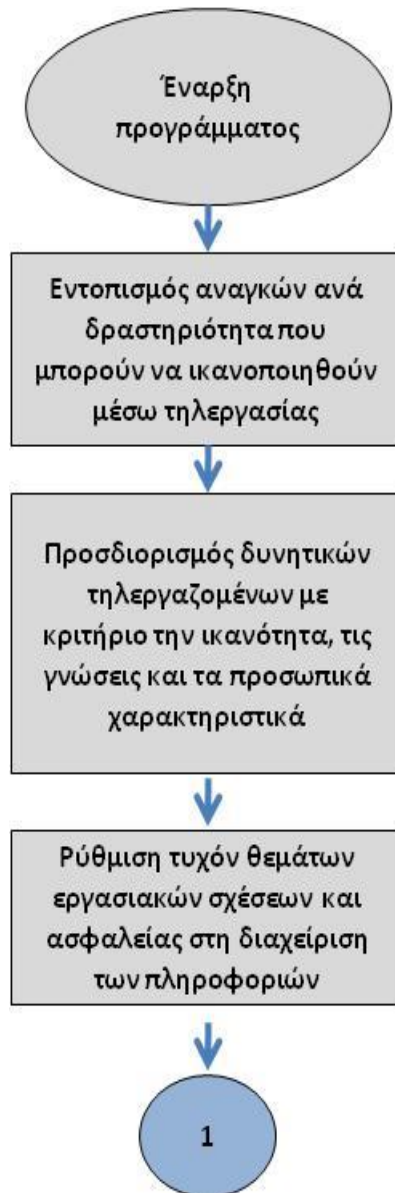 Έναρξη
προγράμματος
Εντοπισμός αναγκών ανά
δραστηριότητα που
μπορούν να ικανοποιηθούν
μέσω τηλεργασίας
Προσδιορισμός δυνητικών
τηλεργαζομένων με
κριτήριο την ικανότητα, τις
γνώσεις και τα προσωπικά
χαρακτηριστικά
Ρύθμιση τυχόν θεμάτων
εργασιακών σχέσεων και
ασφαλείας στη διαχείριση
των πληροφοριών
1